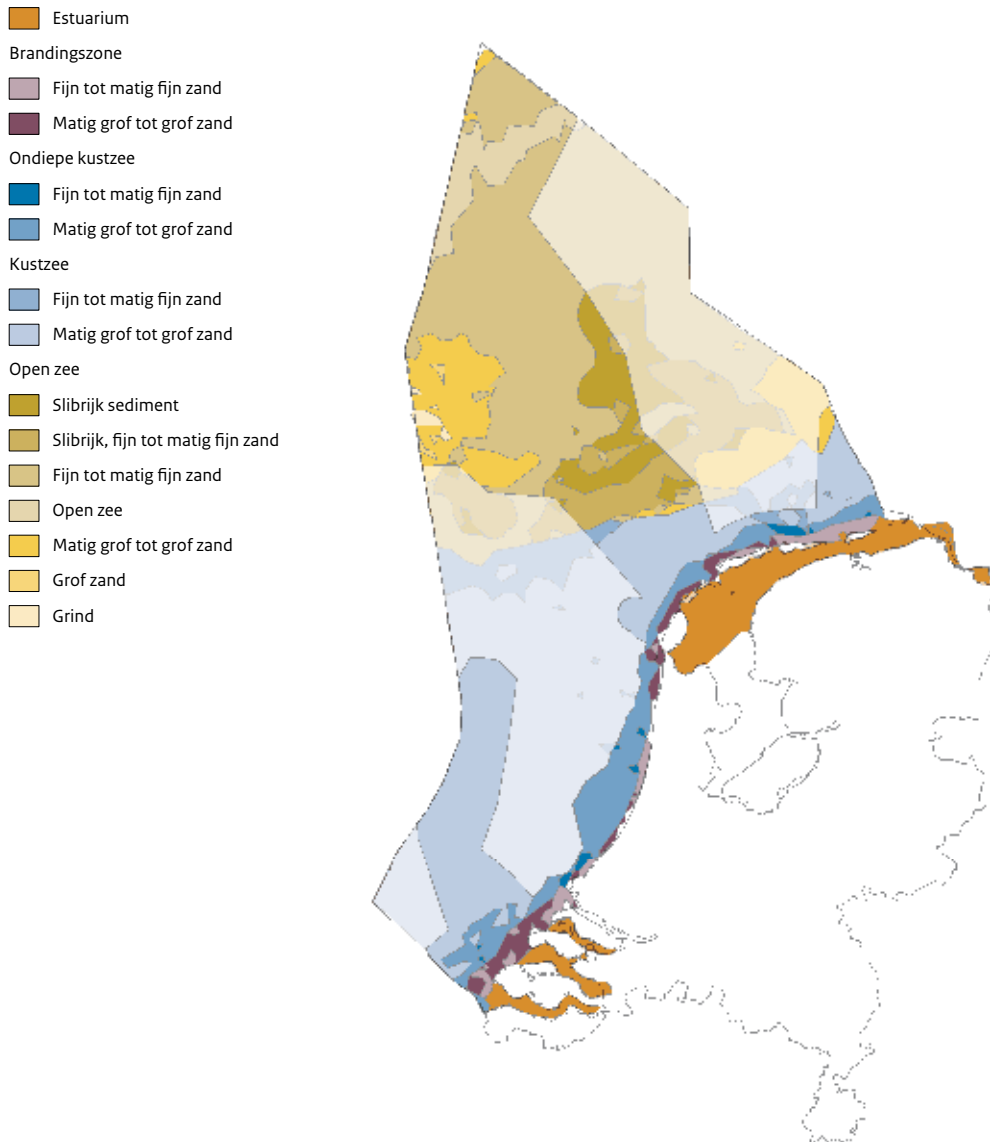 Estuarium
Brandingszone
Fijn tot matig fijn zand
Matig grof tot grof zand
Ondiepe kustzee
Fijn tot matig fijn zand
Matig grof tot grof zand
Kustzee
Fijn tot matig fijn zand
Matig grof tot grof zand
Open zee
Slibrijk sediment
Slibrijk, fijn tot matig fijn zand
Fijn tot matig fijn zand
Open zee
Matig grof tot grof zand
Grof zand
Grind